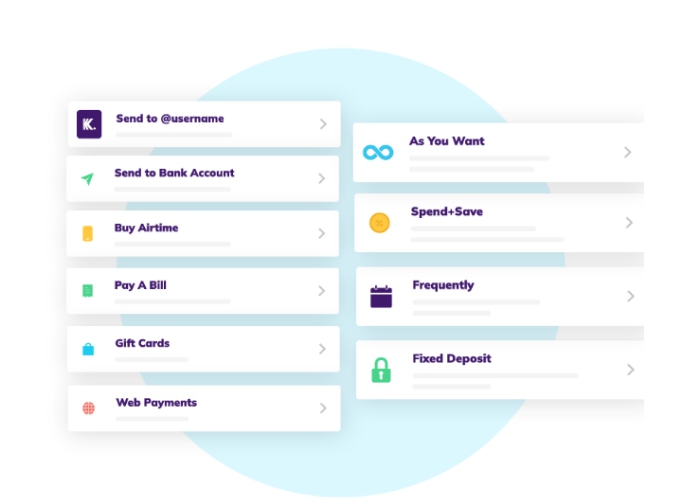 K.
Send to @username
Send to Bank Account
Buy Airtime
Pay A Bill
Gift Cards
Web Payments
As You Want
Spend+Save
Frequently
Fixed Deposit